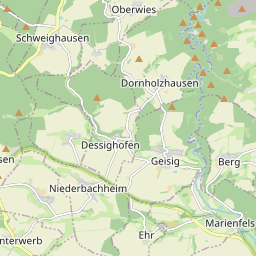 Oberwies
Schweighausen
Dornholzhausen
Dessighofen
Geisig
Berg
Niederbachheim
Marienfels
Ehr